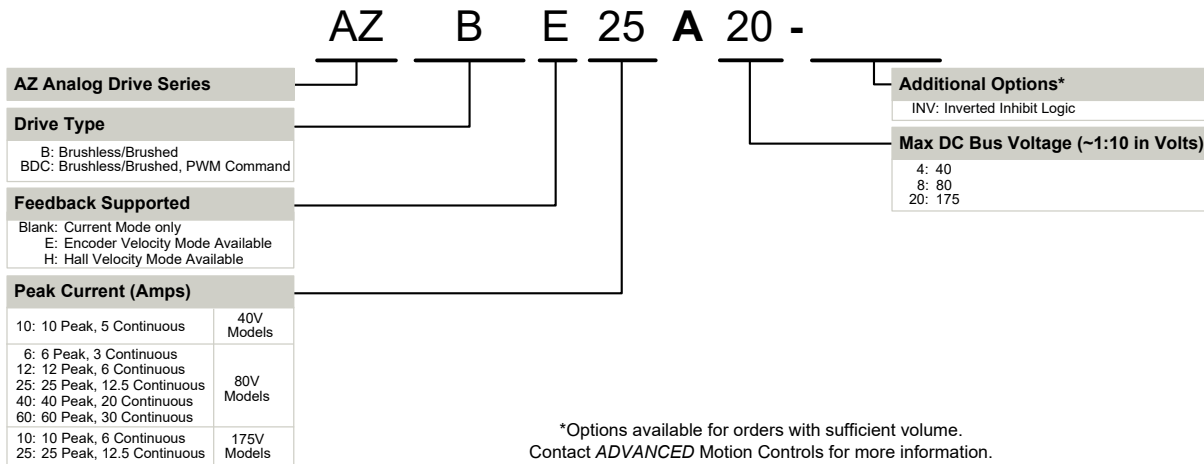 AZ B E 25 A 20 -
AZ Analog Drive Series
Drive Type
B: Brushless/Brushed
BDC: Brushless/Brushed, PWM Command
Feedback Supported
Blank: Current Mode only
E: Encoder Velocity Mode Available
H: Hall Velocity Mode Available
Peak Current (Amps)
10: 10 Peak, 5 Continuous
40V
Models
6: 6 Peak, 3 Continuous
12: 12 Peak, 6 Continuous
25: 25 Peak, 12.5 Continuous
40: 40 Peak, 20 Continuous
60: 60 Peak, 30 Continuous
80V
Models
10: 10 Peak, 6 Continuous
25: 25 Peak, 12.5 Continuous
175V
Models
Additional Options*
INV: Inverted Inhibit Logic
Max DC Bus Voltage (~1:10 in Volts)
4: 40
8: 80
20: 175
*Options available for orders with sufficient volume.
Contact ADVANCED Motion Controls for more information.